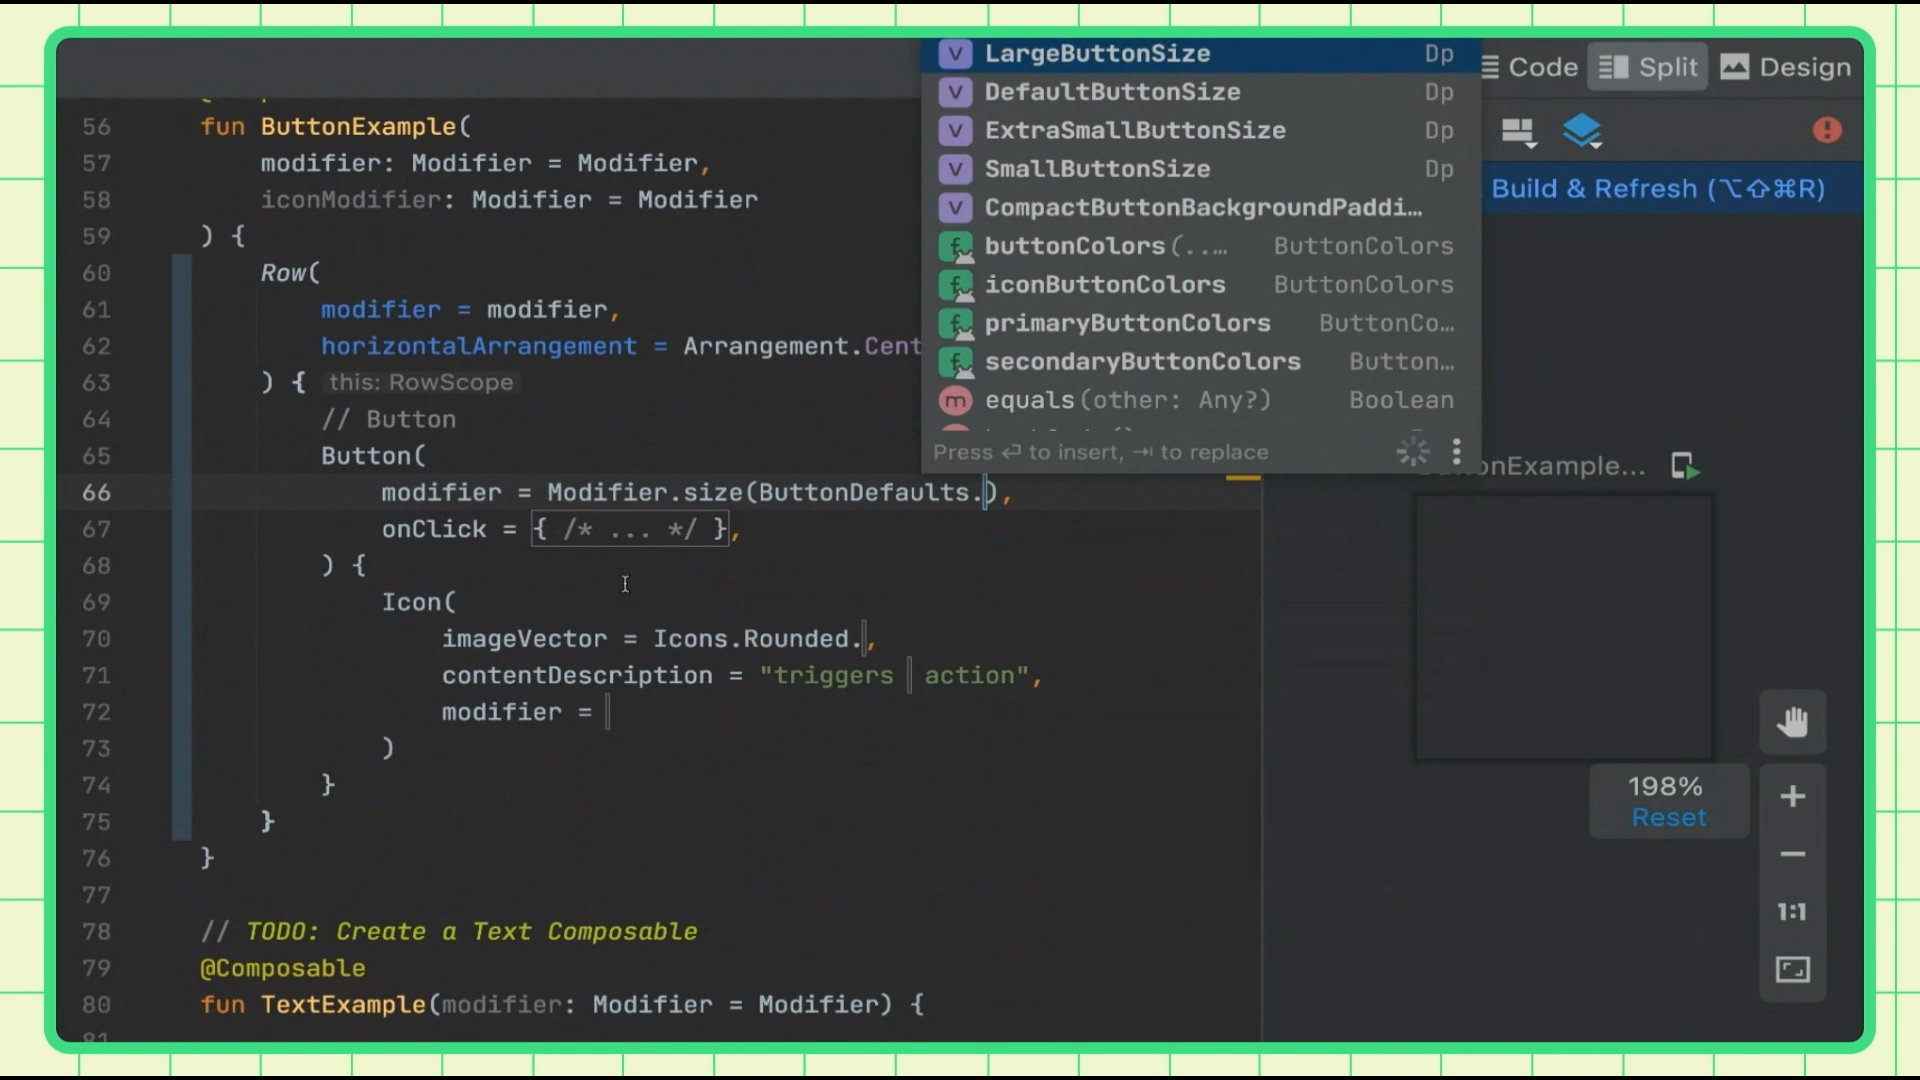 V LargeButtonSize Dp
V DefaultButtonSize Dp
V ExtraSmallButtonSize Dp
V SmallButtonSize Dp
V CompactButtonBackgroundPaddi…
f buttonColors(..… ButtonColors
f iconButtonColors ButtonColors
f primaryButtonColors ButtonCo…
f secondaryButtonColors Button…
m equals(other: Any?) Boolean
Press ↵ to insert, ⇥ to replace
Code Split Design
Build & Refresh (⌥⇧⌘R)
56 fun ButtonExample(
57 modifier: Modifier = Modifier,
58 iconModifier: Modifier = Modifier
59 ) {
60 Row(
61 modifier = modifier,
62 horizontalArrangement = Arrangement.Cent
63 ) { this: RowScope
64 // Button
65 Button(
66 modifier = Modifier.size(ButtonDefaults.),
67 onClick = { /* ... */ },
68 ) {
69 Icon(
70 imageVector = Icons.Rounded.,
71 contentDescription = "triggers action",
72 modifier =
73 )
74 }
75 }
76 }
77
78 // TODO: Create a Text Composable
79 @Composable
80 fun TextExample(modifier: Modifier = Modifier) {
onExample...
198%
Reset
1:1